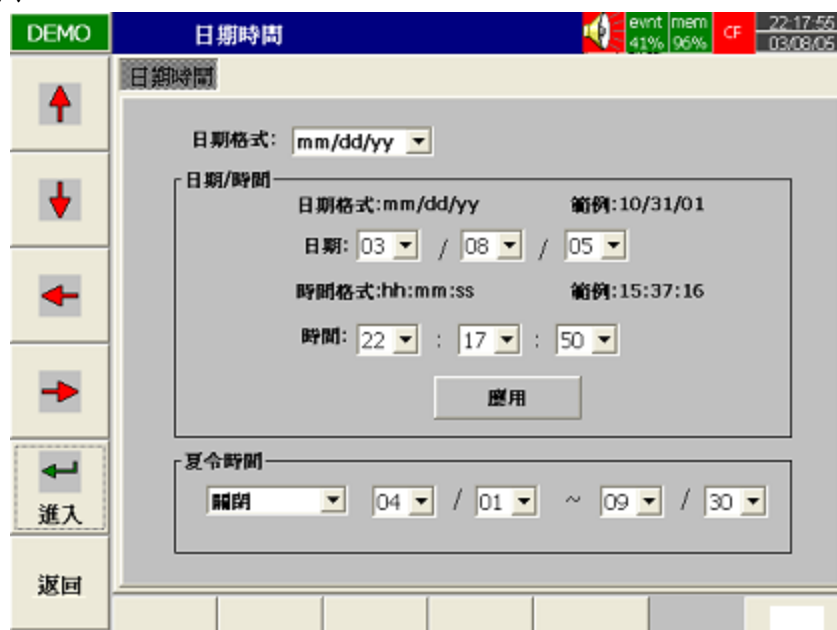 DEMO 日期時間 evnt mem CF 22:17:55
41% 96% 03/08/05
日期時間
日期格式: mm/dd/yy
日期/時間
日期格式:mm/dd/yy 範例:10/31/01
日期: 03 / 08 / 05
時間格式:hh:mm:ss 範例:15:37:16
時間: 22 : 17 : 50
應用
夏令時間
關閉 04 / 01 ~ 09 / 30
進入
返回